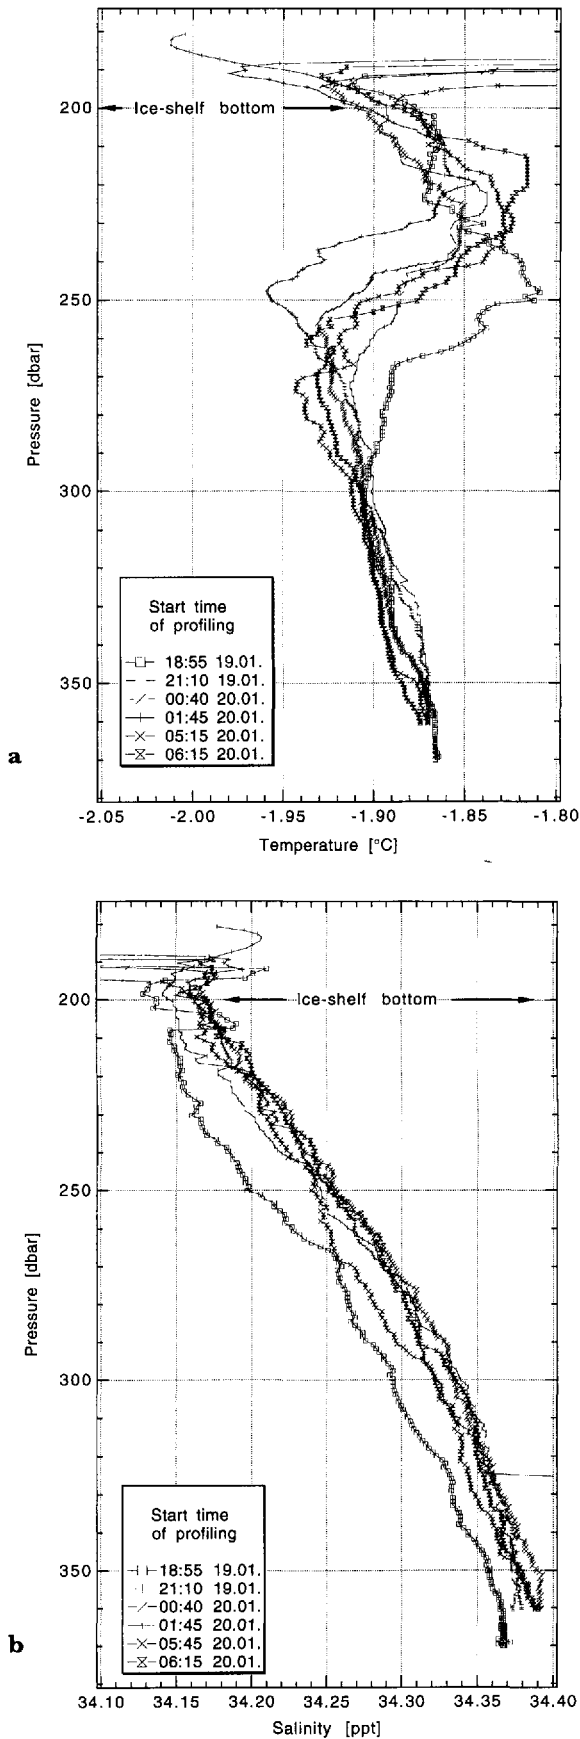 200
Ice-shelf bottom
250
Pressure [dbar]
300
Start time
of profiling
18:55 19.01.
21:10 19.01.
00:40 20.01.
01:45 20.01.
05:15 20.01.
06:15 20.01.
350
a
-2.05 -2.00 -1.95 -1.90 -1.85 -1.80
Temperature [°C]
200
Ice-shelf bottom
250
Pressure [dbar]
300
Start time
of profiling
18:55 19.01.
21:10 19.01.
00:40 20.01.
01:45 20.01.
05:45 20.01.
06:15 20.01.
350
b
34.10 34.15 34.20 34.25 34.30 34.35 34.40
Salinity [ppt]